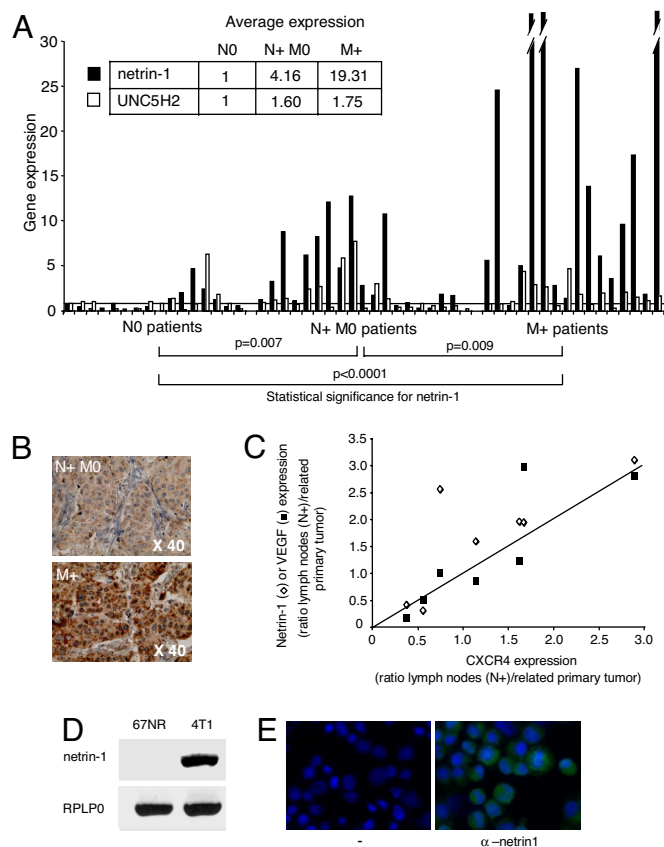 A
Average expression
N0 N+ M0 M+
netrin-1 1 4.16 19.31
UNC5H2 1 1.60 1.75
Gene expression
30
25
20
15
10
5
0
N0 patients N+ M0 patients M+ patients
p=0.007 p=0.009
p<0.0001
Statistical significance for netrin-1
B
N+ M0
X 40
M+
X 40
C
Netrin-1 (◇) or VEGF (■) expression
(ratio lymph nodes (N+)/related
primary tumor)
3.5
3.0
2.5
2.0
1.5
1.0
0.5
0
0 0.5 1.0 1.5 2.0 2.5 3.0
CXCR4 expression
(ratio lymph nodes (N+)/related primary tumor)
D
67NR 4T1
netrin-1
RPLP0
E
- α-netrin1